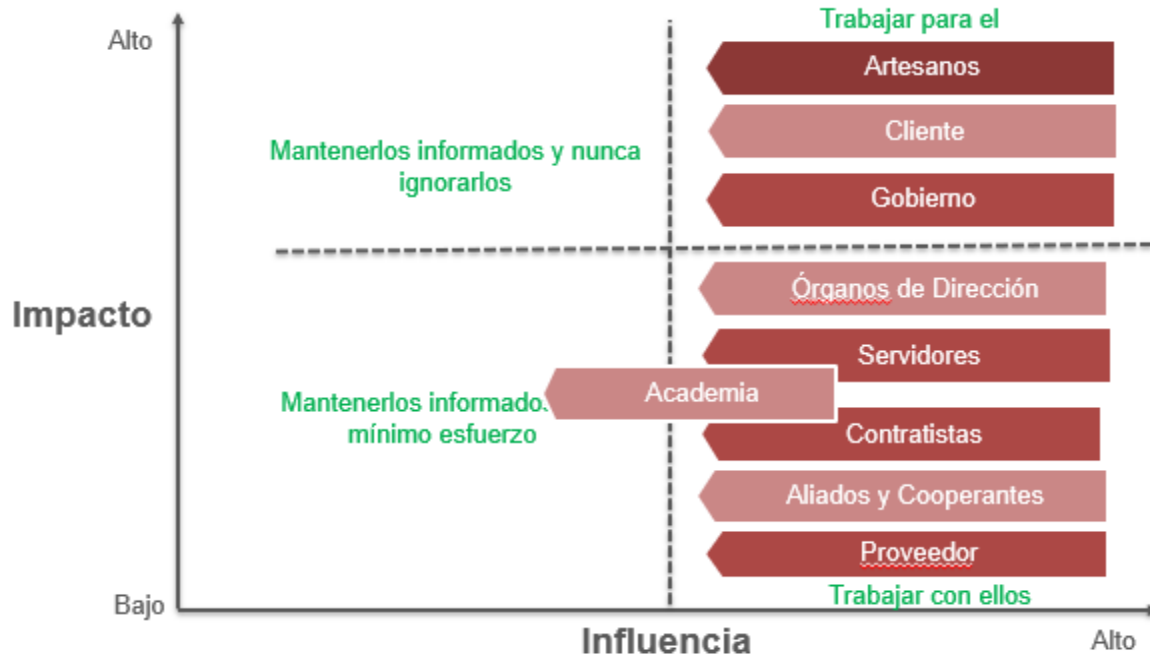 Trabajar para el
Alto
Artesanos
Cliente
Mantenerlos informados y nunca
ignorarlos
Gobierno
Órganos de Dirección
Impacto
Servidores
Academia
Mantenerlos informados
mínimo esfuerzo
Contratistas
Aliados y Cooperantes
Proveedor
Trabajar con ellos
Bajo
Influencia
Alto